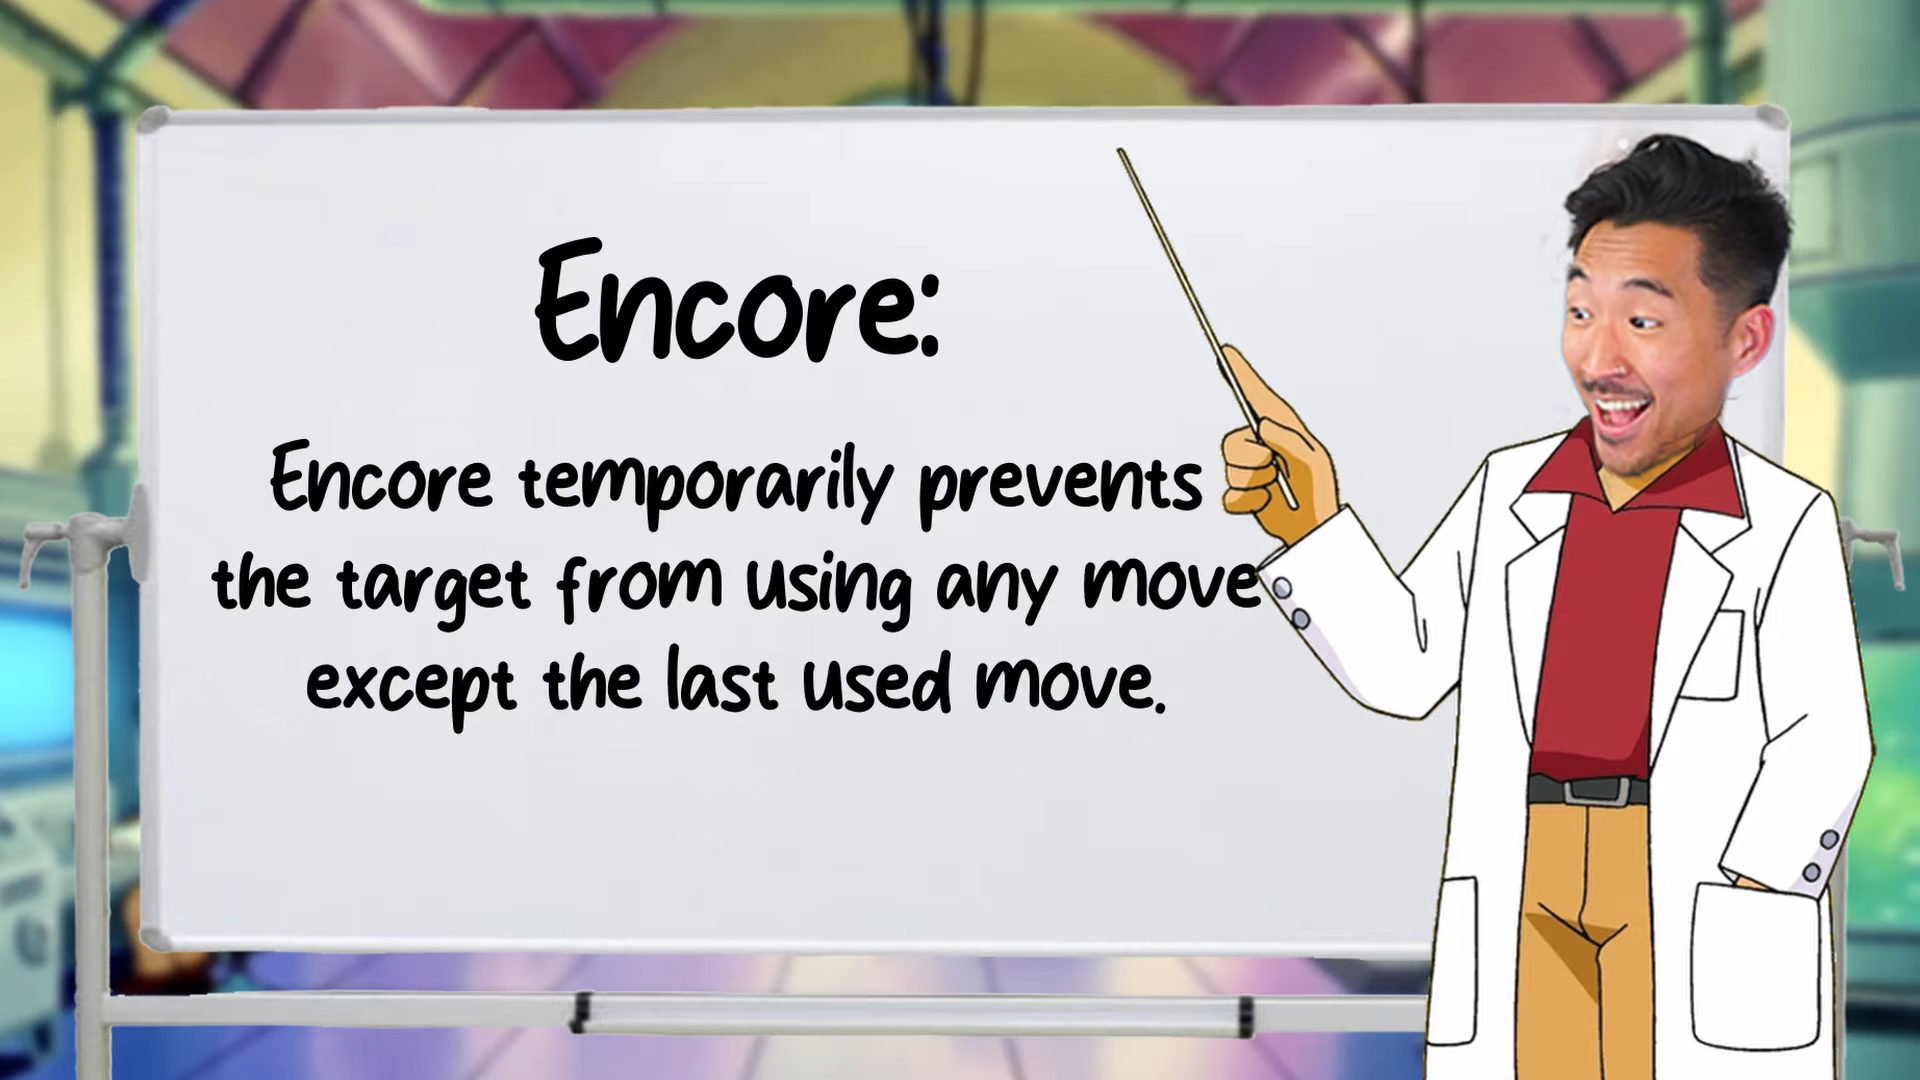 Encore:
Encore temporarily prevents
the target from using any move
except the last used move.